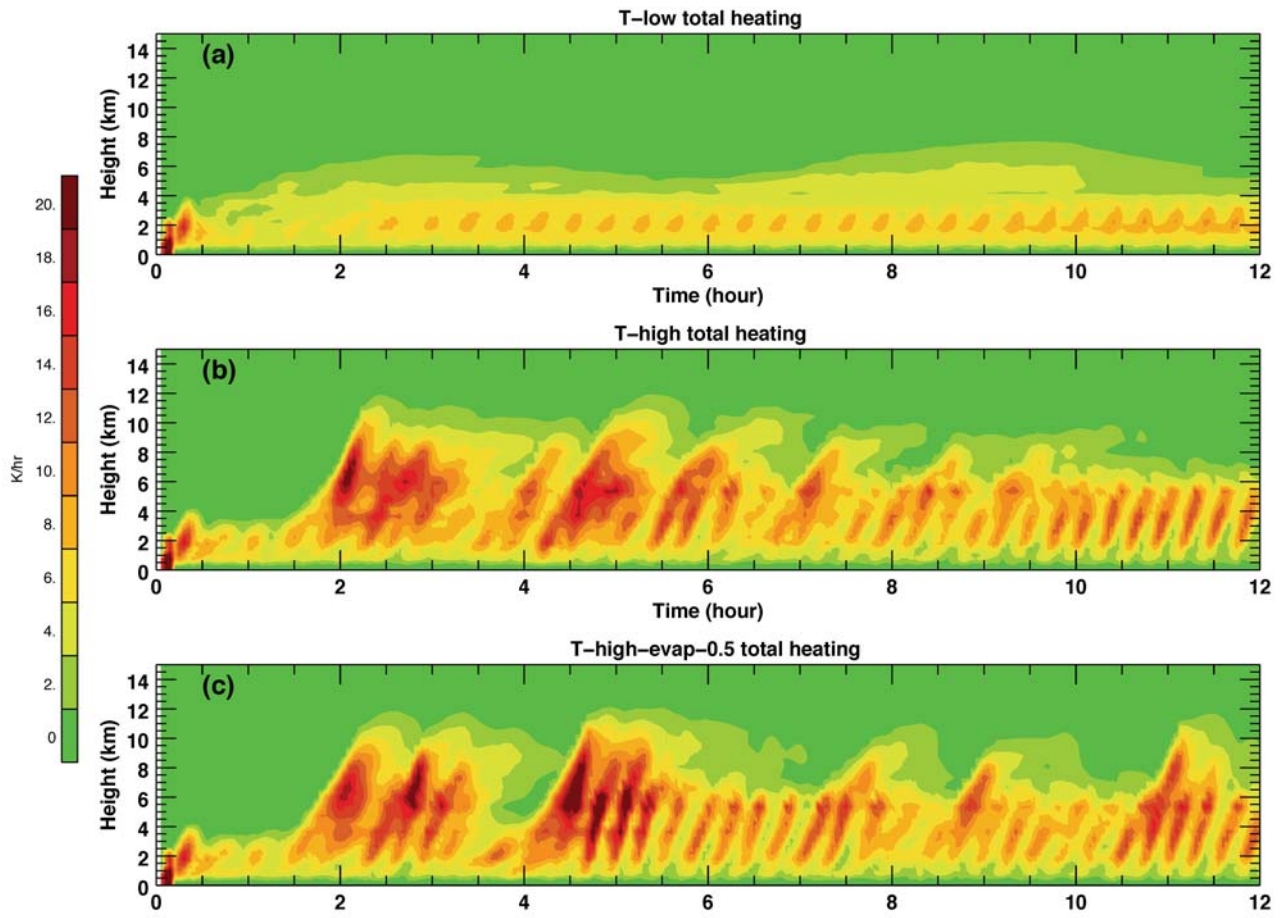 T-low total heating
(a)
Height (km)
14
12
10
8
6
4
2
0
0 2 4 6 8 10 12
Time (hour)
T-high total heating
(b)
Height (km)
14
12
10
8
6
4
2
0
0 2 4 6 8 10 12
Time (hour)
T-high-evap-0.5 total heating
(c)
Height (km)
14
12
10
8
6
4
2
0
0 2 4 6 8 10 12
K/hr
20.
18.
16.
14.
12.
10.
8.
6.
4.
2.
0